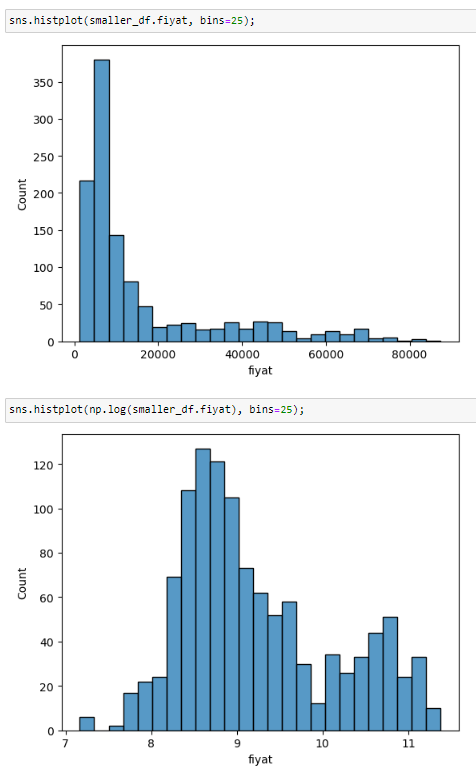 sns.histplot(smaller_df.fiyat, bins=25);
350
300
250
200
150
100
50
0
Count
0 20000 40000 60000 80000
fiyat
sns.histplot(np.log(smaller_df.fiyat), bins=25);
120
100
80
60
40
20
0
Count
7 8 9 10 11
fiyat